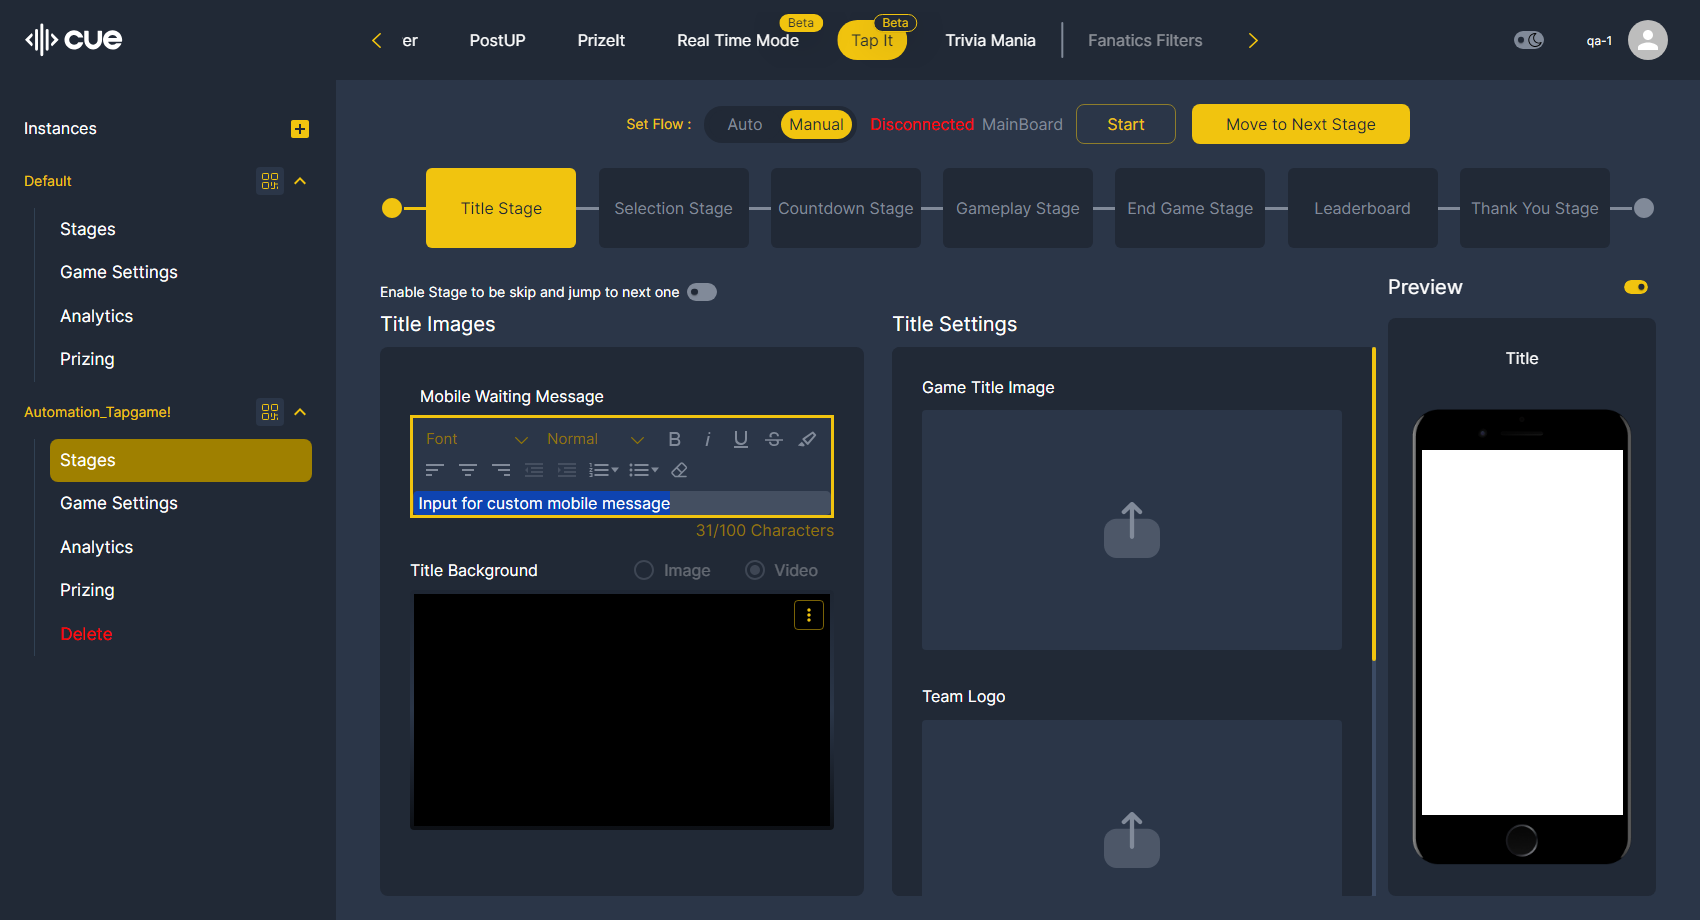 cue
er
PostUP
PrizeIt
Real Time Mode
Beta
Tap It
Beta
Trivia Mania
Fanatics Filters
qa-1
Instances
Default
Stages
Game Settings
Analytics
Prizing
Automation_Tapgame!
Stages
Game Settings
Analytics
Prizing
Delete
Set Flow :
Auto
Manual
Disconnected MainBoard
Start
Move to Next Stage
Title Stage
Selection Stage
Countdown Stage
Gameplay Stage
End Game Stage
Leaderboard
Thank You Stage
Enable Stage to be skip and jump to next one
Title Images
Mobile Waiting Message
Font
Normal
B
i
U
S
Input for custom mobile message
31/100 Characters
Title Background
Image
Video
Title Settings
Game Title Image
Team Logo
Preview
Title